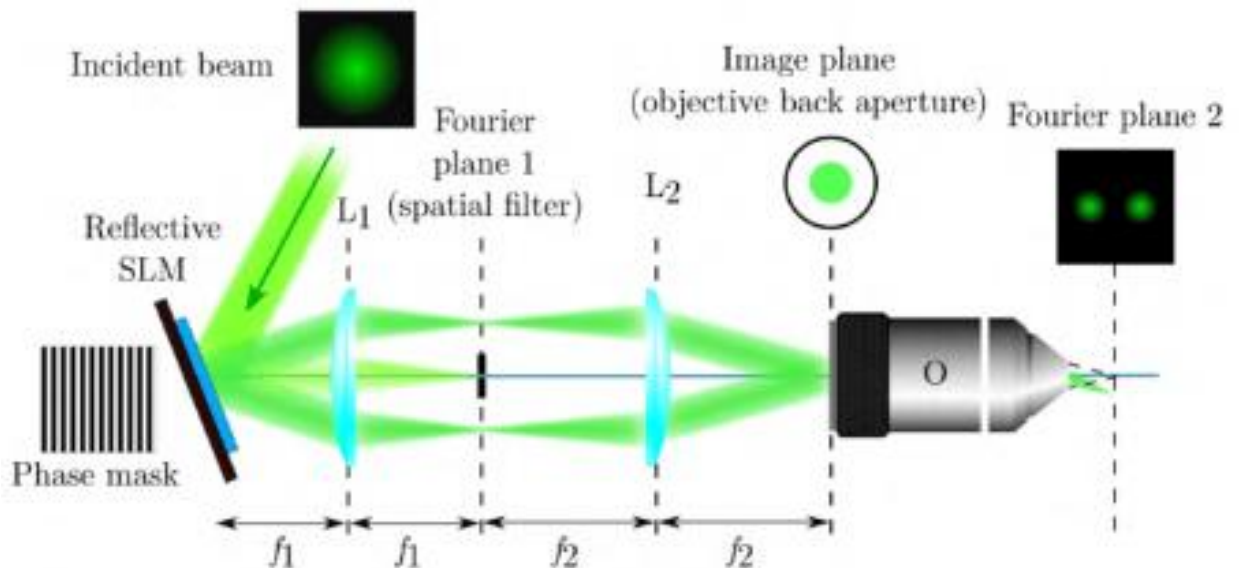 Incident beam
Image plane
(objective back aperture)
Fourier plane 2
Fourier
plane 1
(spatial filter)
L1
L2
Reflective
SLM
Phase mask
O
f1
f1
f2
f2